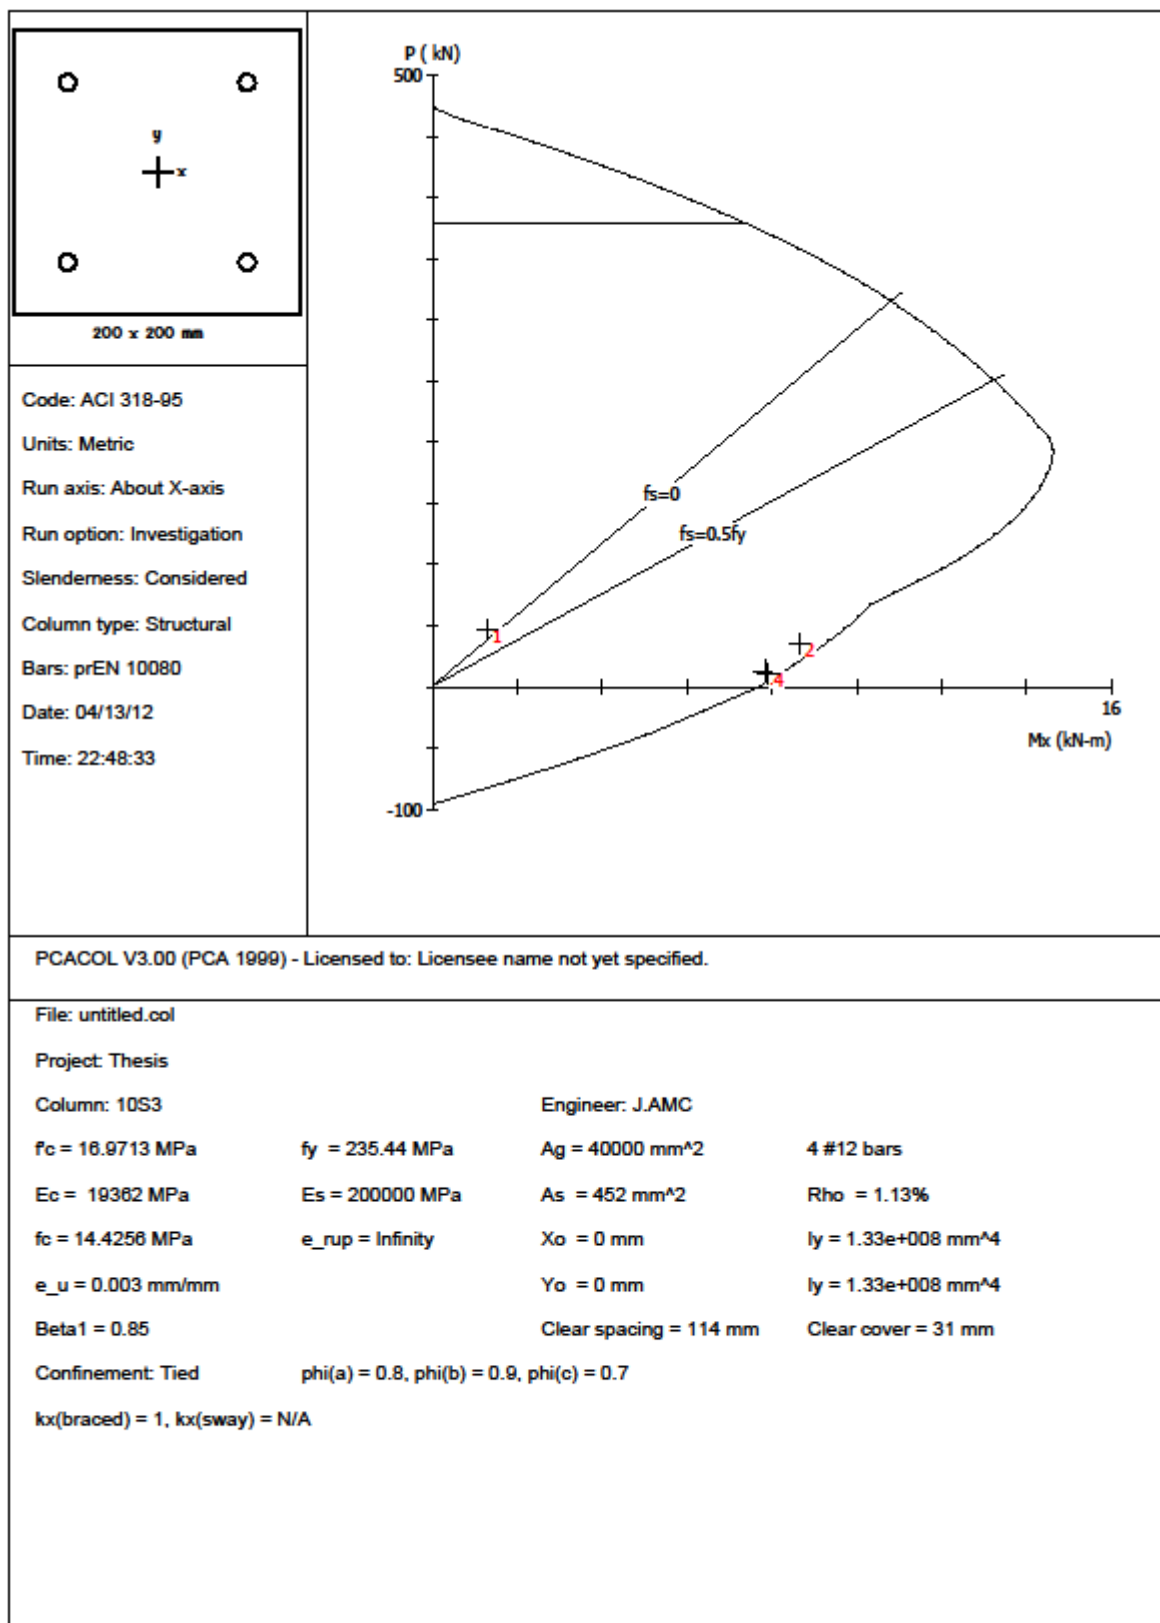 y
x
200 x 200 mm
Code: ACI 318-95
Units: Metric
Run axis: About X-axis
Run option: Investigation
Slenderness: Considered
Column type: Structural
Bars: prEN 10080
Date: 04/13/12
Time: 22:48:33
P ( kN)
500
fs=0
fs=0.5fy
1
2
4
16
Mx (kN-m)
-100
PCACOL V3.00 (PCA 1999) - Licensed to: Licensee name not yet specified.
File: untitled.col
Project: Thesis
Column: 10S3 Engineer: J.AMC
f'c = 16.9713 MPa fy = 235.44 MPa Ag = 40000 mm^2 4 #12 bars
Ec = 19362 MPa Es = 200000 MPa As = 452 mm^2 Rho = 1.13%
fc = 14.4256 MPa e_rup = Infinity Xo = 0 mm Iy = 1.33e+008 mm^4
e_u = 0.003 mm/mm Yo = 0 mm Iy = 1.33e+008 mm^4
Beta1 = 0.85 Clear spacing = 114 mm Clear cover = 31 mm
Confinement: Tied phi(a) = 0.8, phi(b) = 0.9, phi(c) = 0.7
kx(braced) = 1, kx(sway) = N/A